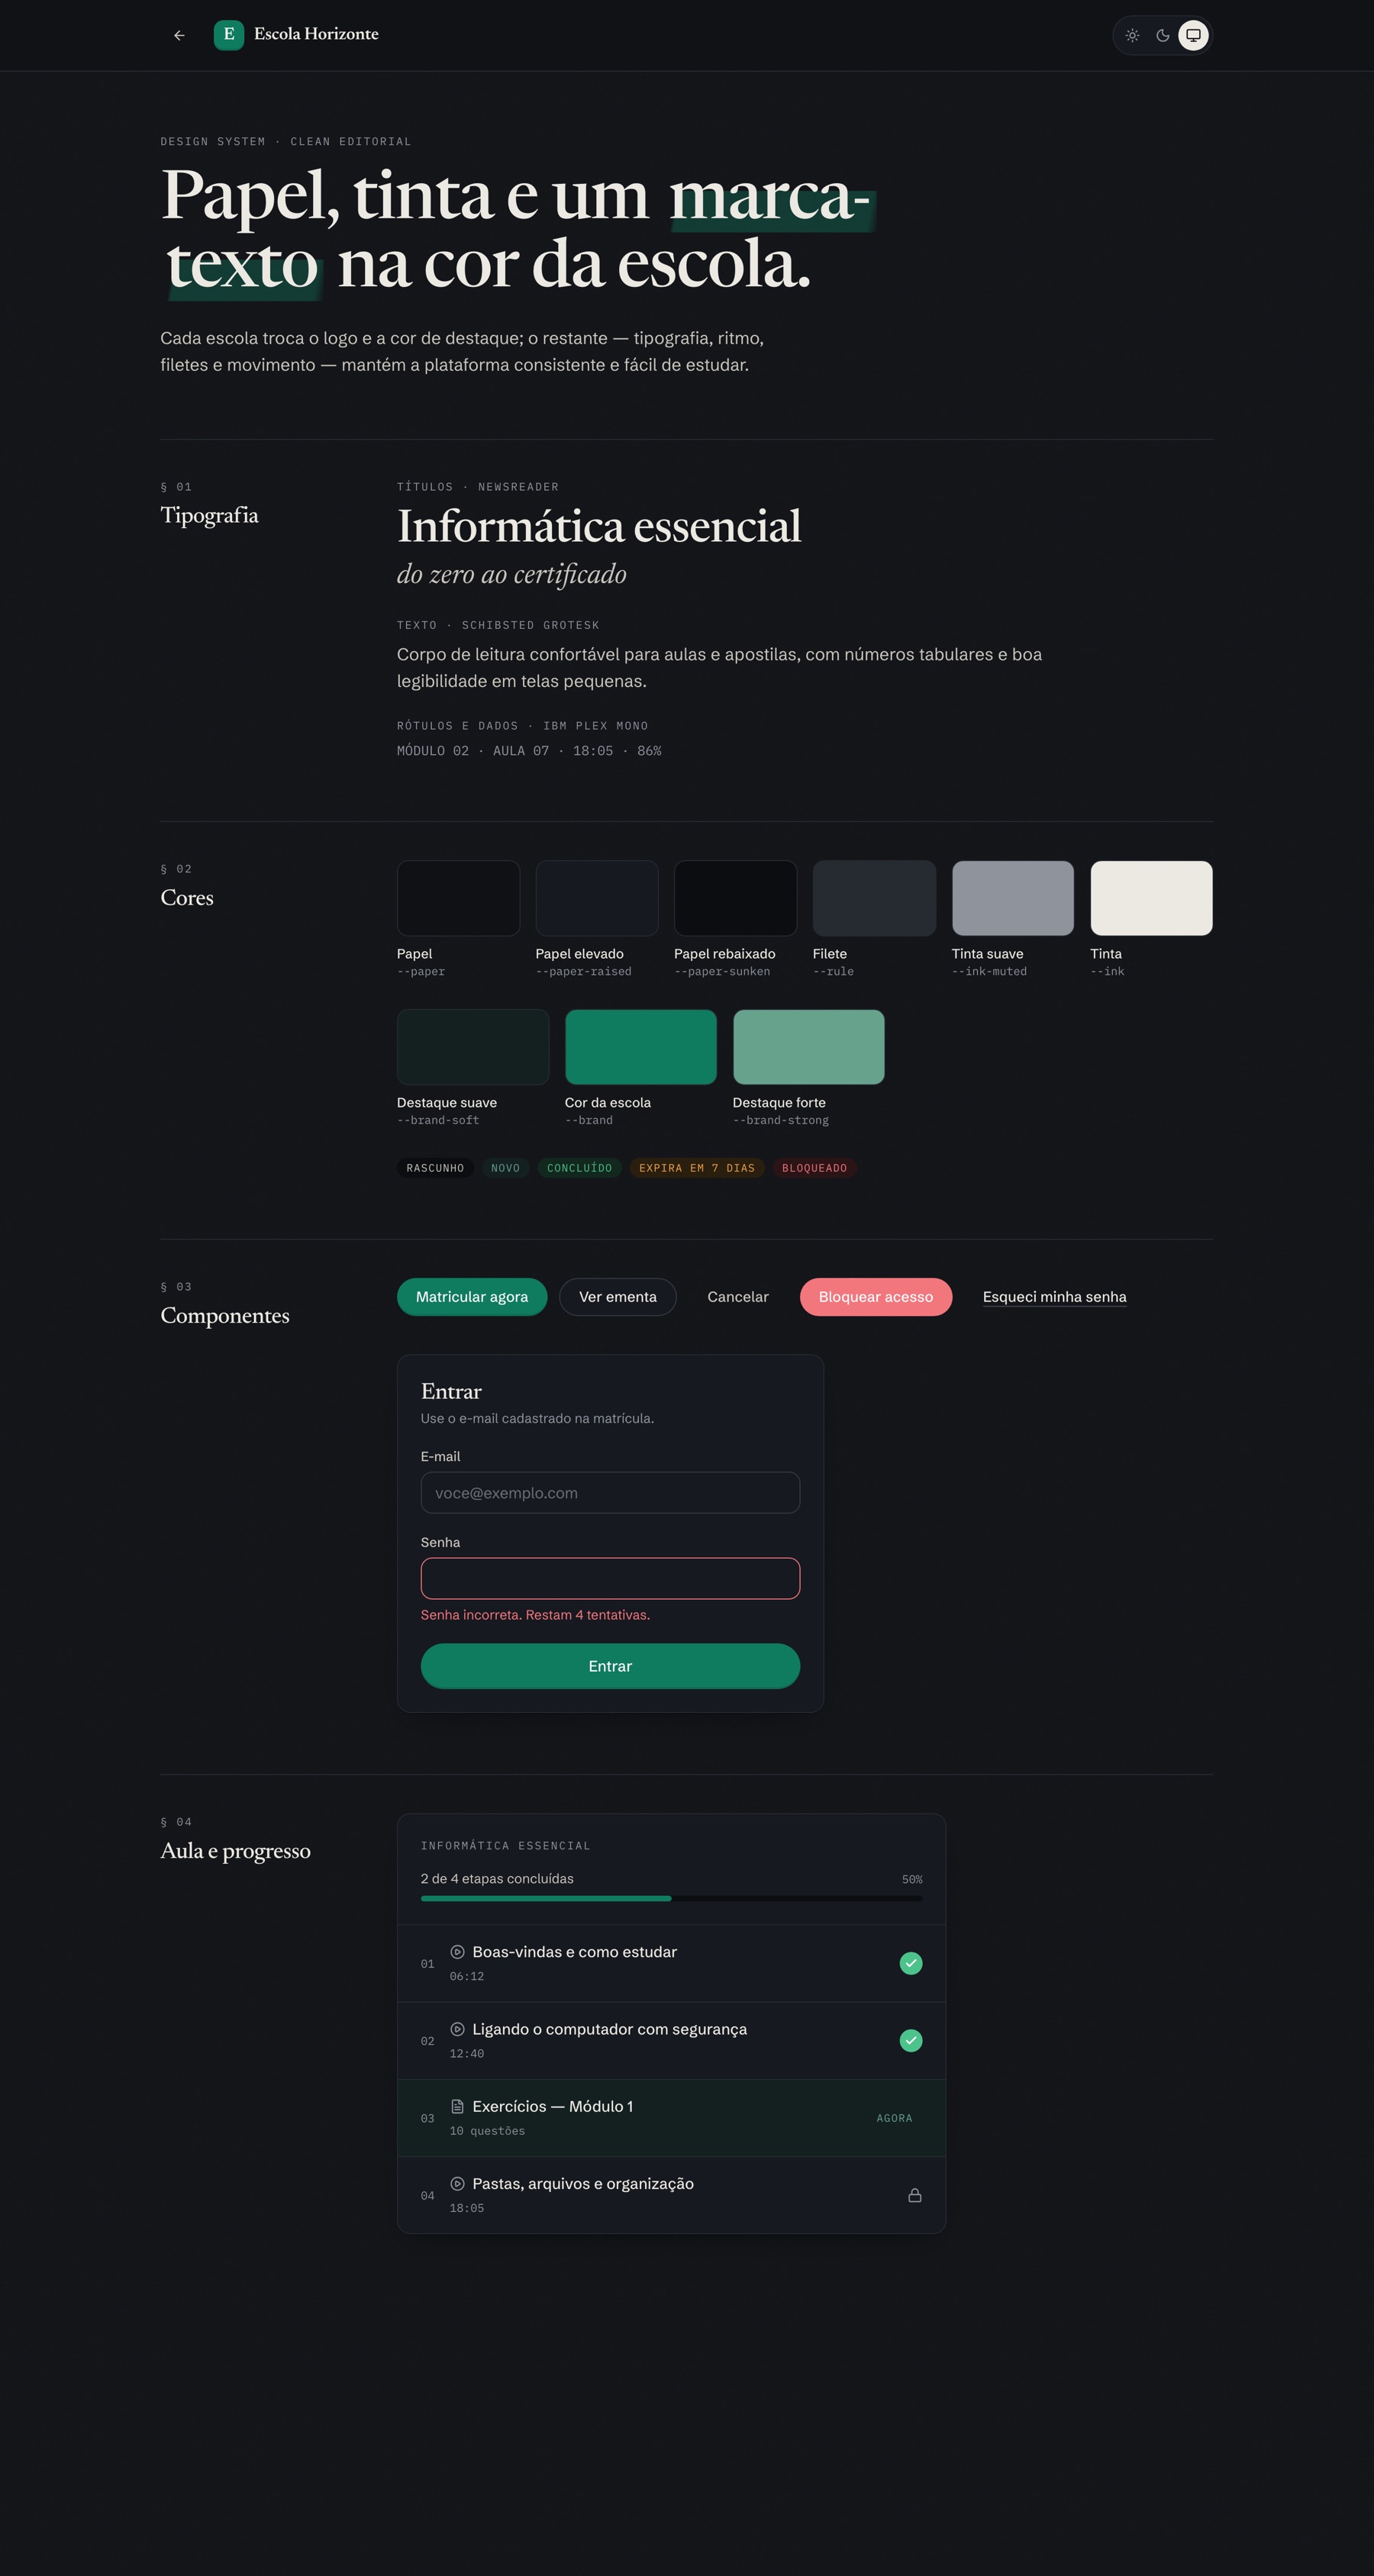 E Escola Horizonte
DESIGN SYSTEM · CLEAN EDITORIAL
Papel, tinta e um marca-
texto na cor da escola.
Cada escola troca o logo e a cor de destaque; o restante — tipografia, ritmo,
filetes e movimento — mantém a plataforma consistente e fácil de estudar.
§ 01
Tipografia
TÍTULOS · NEWSREADER
Informática essencial
do zero ao certificado
TEXTO · SCHIBSTED GROTESK
Corpo de leitura confortável para aulas e apostilas, com números tabulares e boa
legibilidade em telas pequenas.
RÓTULOS E DADOS · IBM PLEX MONO
MÓDULO 02 · AULA 07 · 18:05 · 86%
§ 02
Cores
Papel
--paper
Papel elevado
--paper-raised
Papel rebaixado
--paper-sunken
Filete
--rule
Tinta suave
--ink-muted
Tinta
--ink
Destaque suave
--brand-soft
Cor da escola
--brand
Destaque forte
--brand-strong
RASCUNHO NOVO CONCLUÍDO EXPIRA EM 7 DIAS BLOQUEADO
§ 03
Componentes
Matricular agora Ver ementa Cancelar Bloquear acesso Esqueci minha senha
Entrar
Use o e-mail cadastrado na matrícula.
E-mail
voce@exemplo.com
Senha
Senha incorreta. Restam 4 tentativas.
Entrar
§ 04
Aula e progresso
INFORMÁTICA ESSENCIAL
2 de 4 etapas concluídas 50%
01 Boas-vindas e como estudar
06:12
02 Ligando o computador com segurança
12:40
03 Exercícios — Módulo 1 AGORA
10 questões
04 Pastas, arquivos e organização
18:05